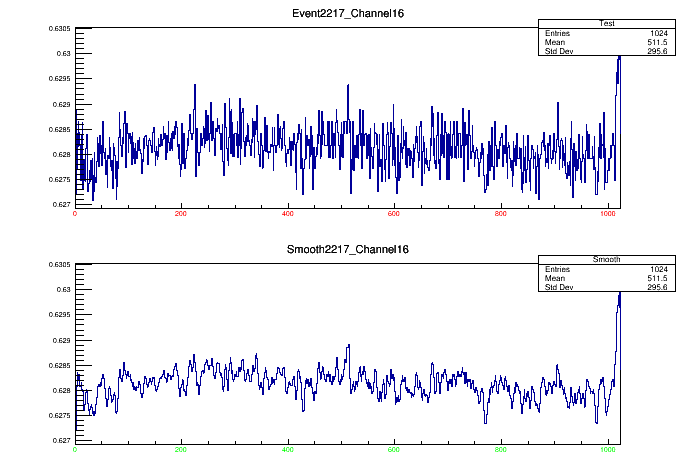 Event2217_Channel16
Test
Entries 1024
Mean 511.5
Std Dev 295.6
0.6305
0.63
0.6295
0.629
0.6285
0.628
0.6275
0.627
0 200 400 600 800 1000
Smooth2217_Channel16
Smooth
Entries 1024
Mean 511.5
Std Dev 295.6
0.6305
0.63
0.6295
0.629
0.6285
0.628
0.6275
0.627
0 200 400 600 800 1000